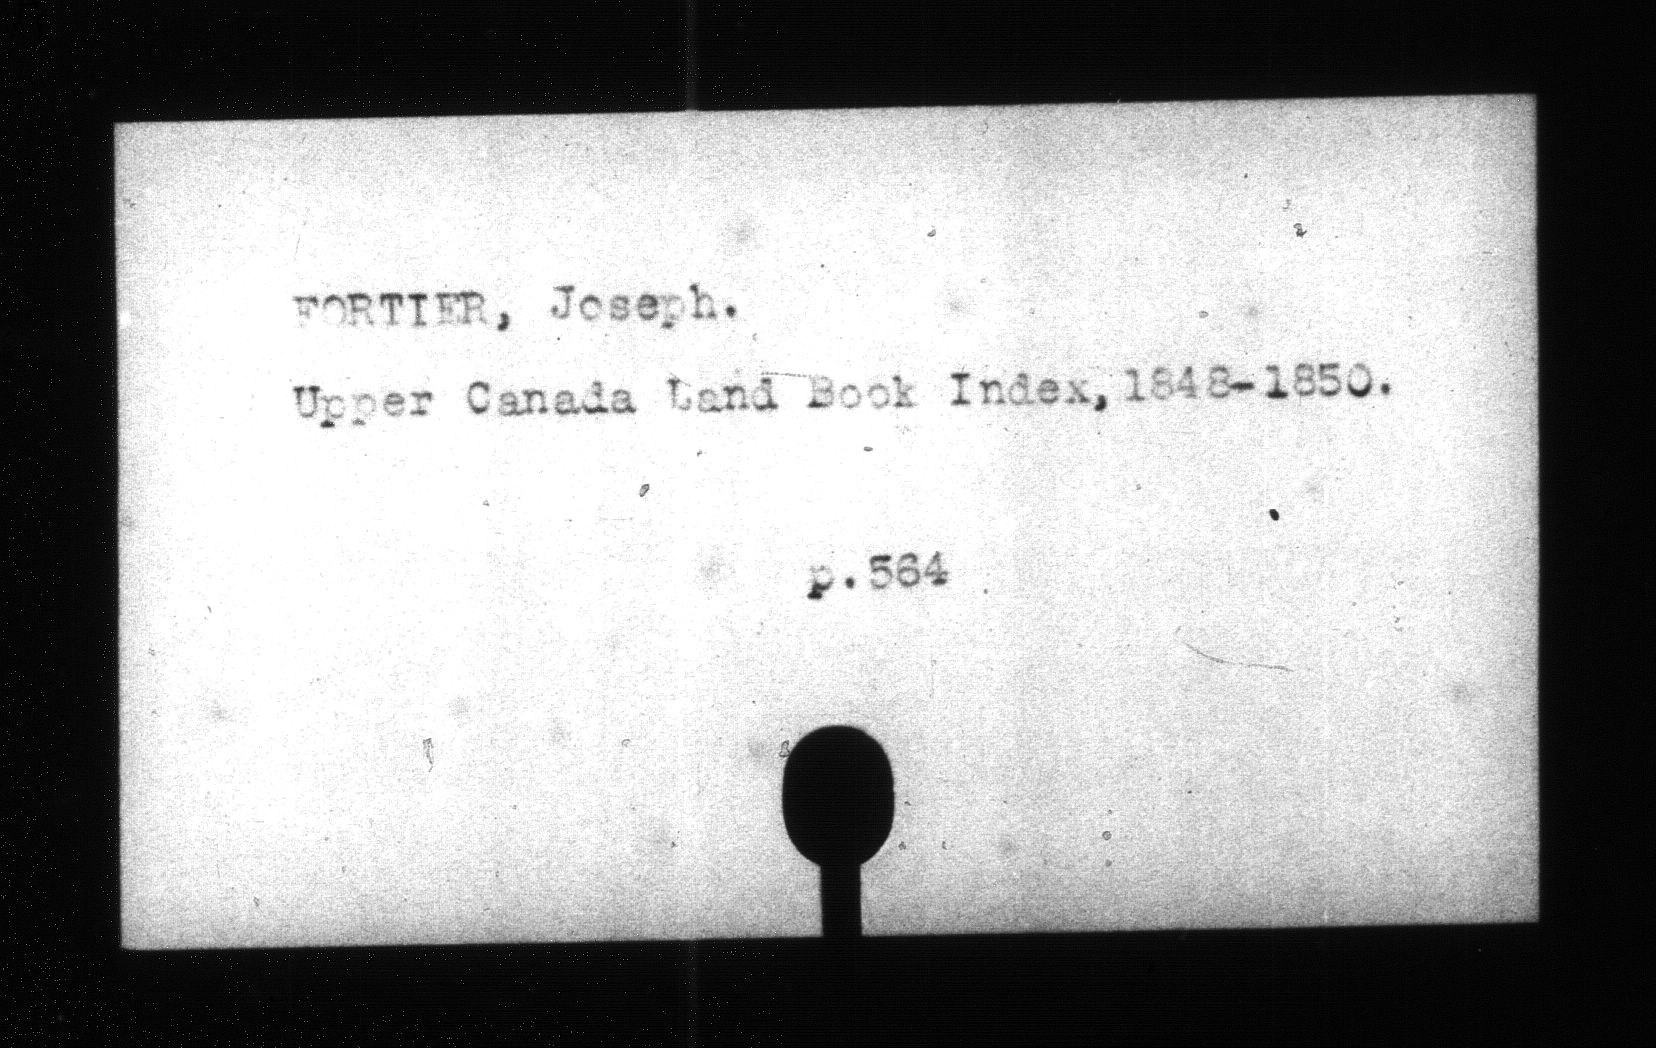 FORTIER, Joseph.
Upper Canada Land Book Index, 1848-1850.
p.564